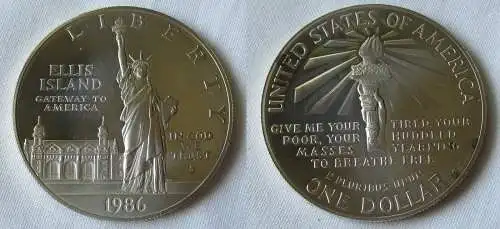 LIBERTY
ELLIS
ISLAND
GATEWAY TO
AMERICA
IN GOD
WE
TRUST
S
1986
UNITED STATES OF AMERICA
GIVE ME YOUR TIRED, YOUR
POOR, YOUR HUDDLED
MASSES YEARNING
TO BREATHE FREE
E PLURIBUS UNUM
ONE DOLLAR